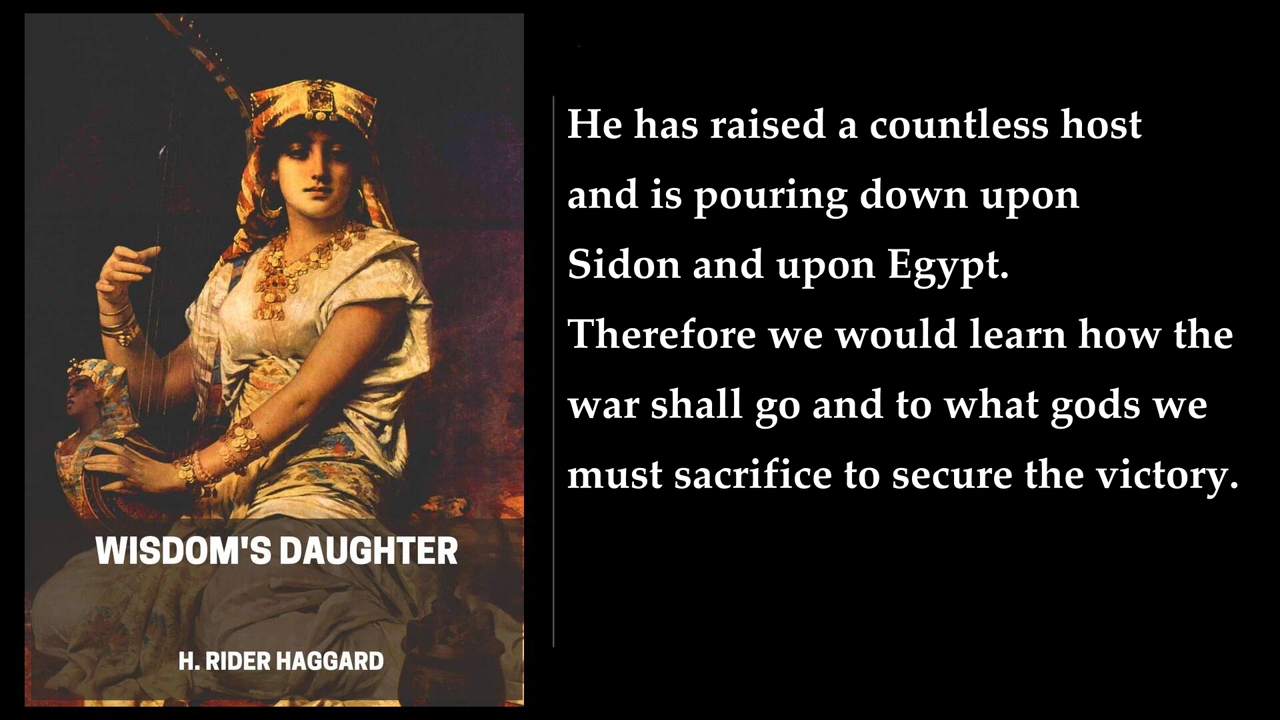 WISDOM'S DAUGHTER
H. RIDER HAGGARD
He has raised a countless host
and is pouring down upon
Sidon and upon Egypt.
Therefore we would learn how the
war shall go and to what gods we
must sacrifice to secure the victory.